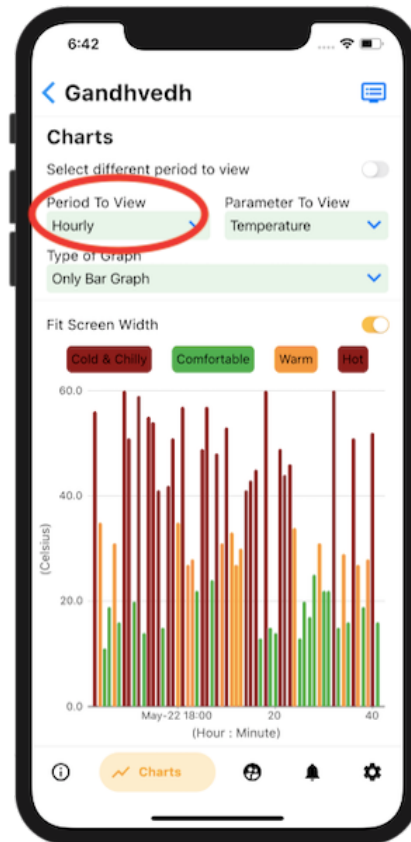 6:42
Gandhvedh
Charts
Select different period to view
Period To View Parameter To View
Hourly Temperature
Type of Graph
Only Bar Graph
Fit Screen Width
Cold & Chilly Comfortable Warm Hot
60.0
40.0
(Celsius)
20.0
0.0
May-22 18:00 20 40
(Hour : Minute)
Charts